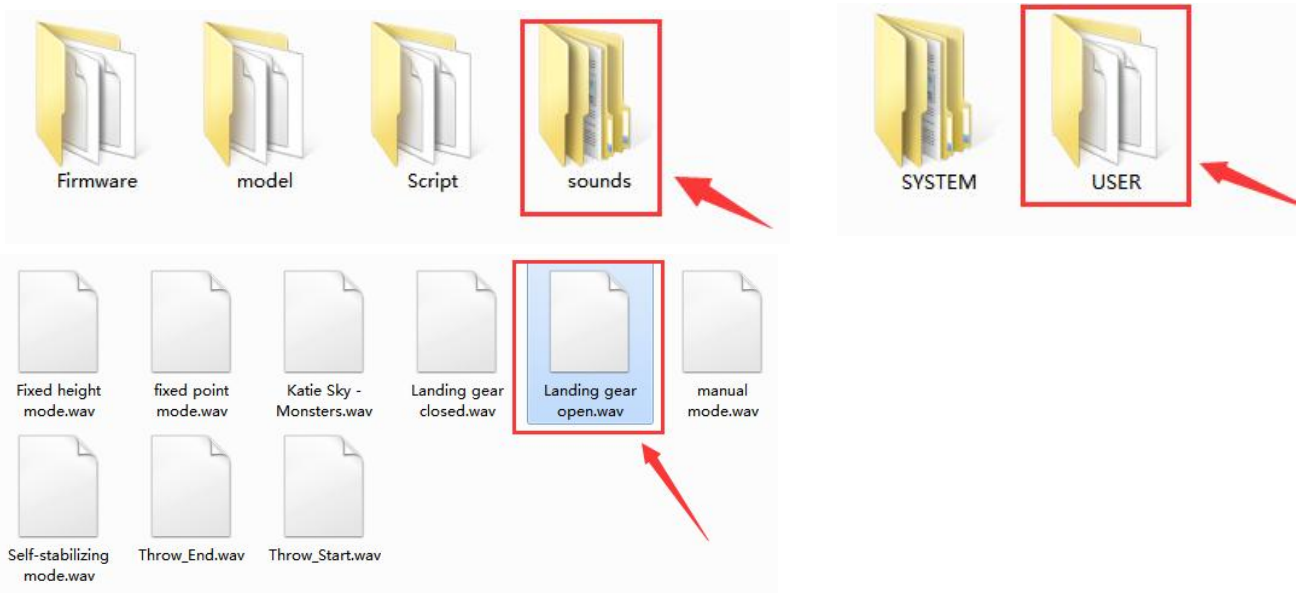 Firmware
model
Script
sounds
SYSTEM
USER
Fixed height
mode.wav
fixed point
mode.wav
Katie Sky -
Monsters.wav
Landing gear
closed.wav
Landing gear
open.wav
manual
mode.wav
Self-stabilizing
mode.wav
Throw_End.wav
Throw_Start.wav